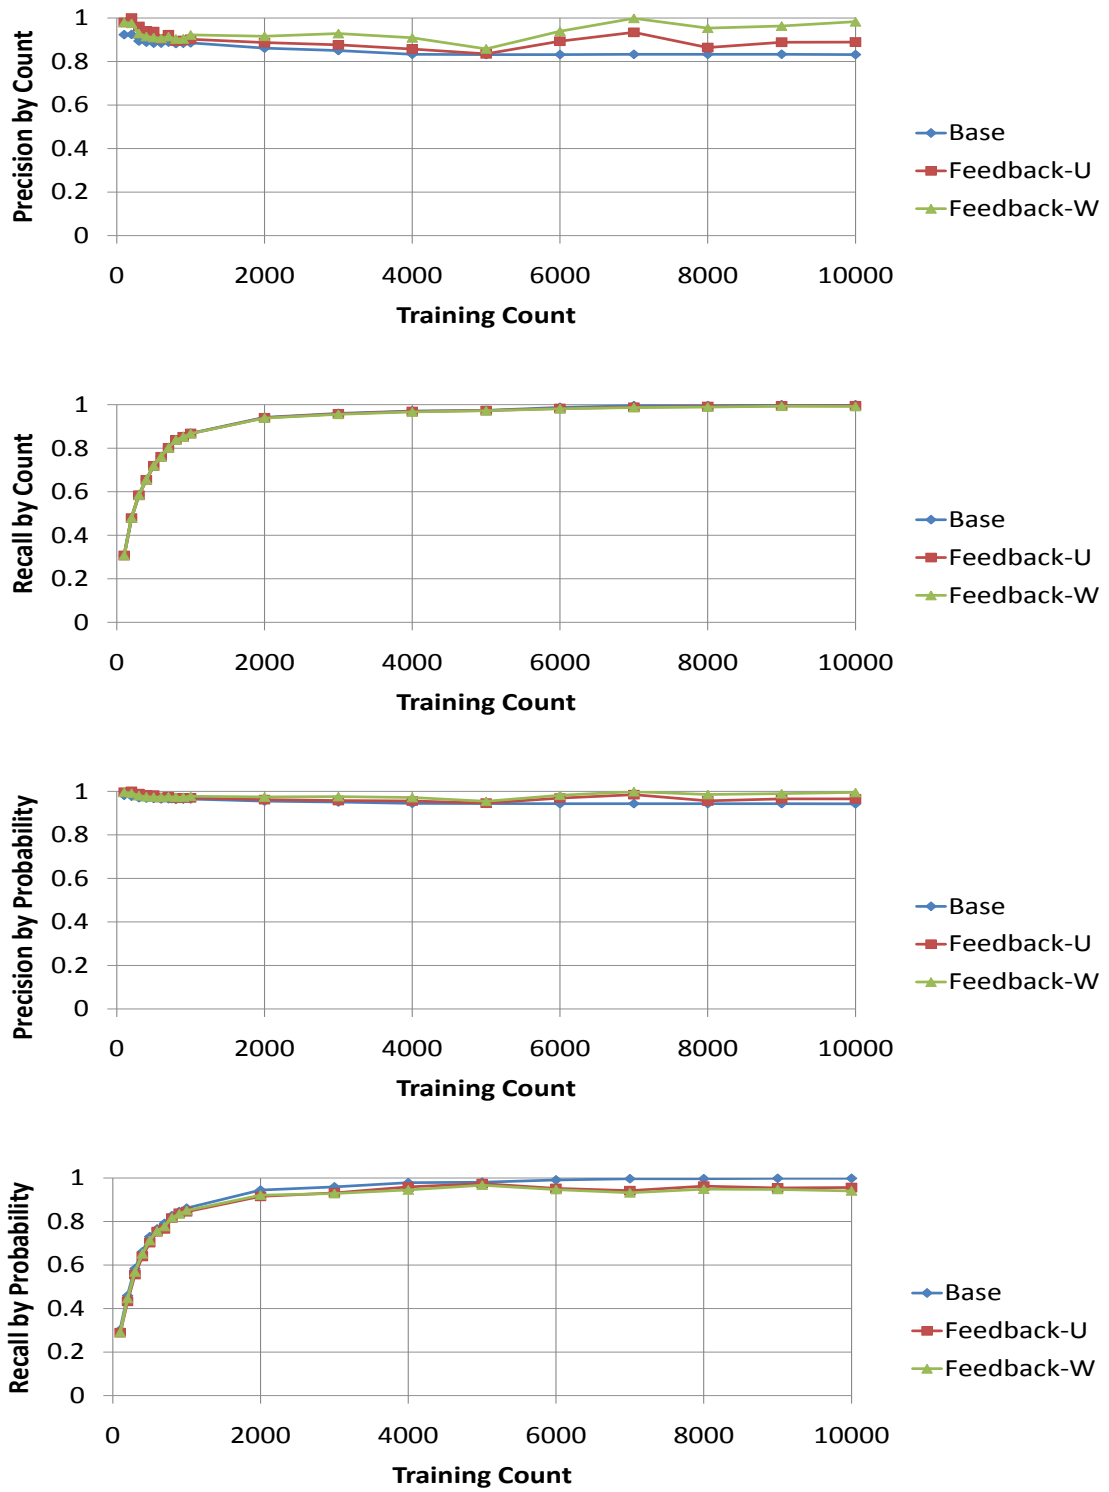 Precision by Count
1
0.8
0.6
0.4
0.2
0
0 2000 4000 6000 8000 10000
Training Count
Base
Feedback-U
Feedback-W
Recall by Count
1
0.8
0.6
0.4
0.2
0
0 2000 4000 6000 8000 10000
Training Count
Base
Feedback-U
Feedback-W
Precision by Probability
1
0.8
0.6
0.4
0.2
0
0 2000 4000 6000 8000 10000
Training Count
Base
Feedback-U
Feedback-W
Recall by Probability
1
0.8
0.6
0.4
0.2
0
0 2000 4000 6000 8000 10000
Training Count
Base
Feedback-U
Feedback-W